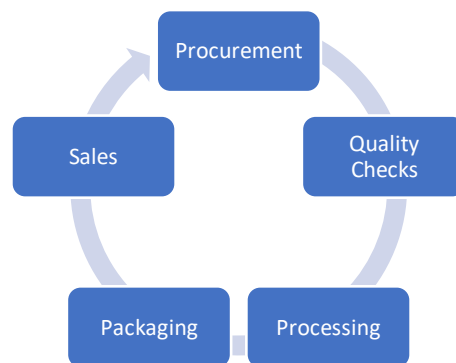 Procurement
Quality
Checks
Processing
Packaging
Sales